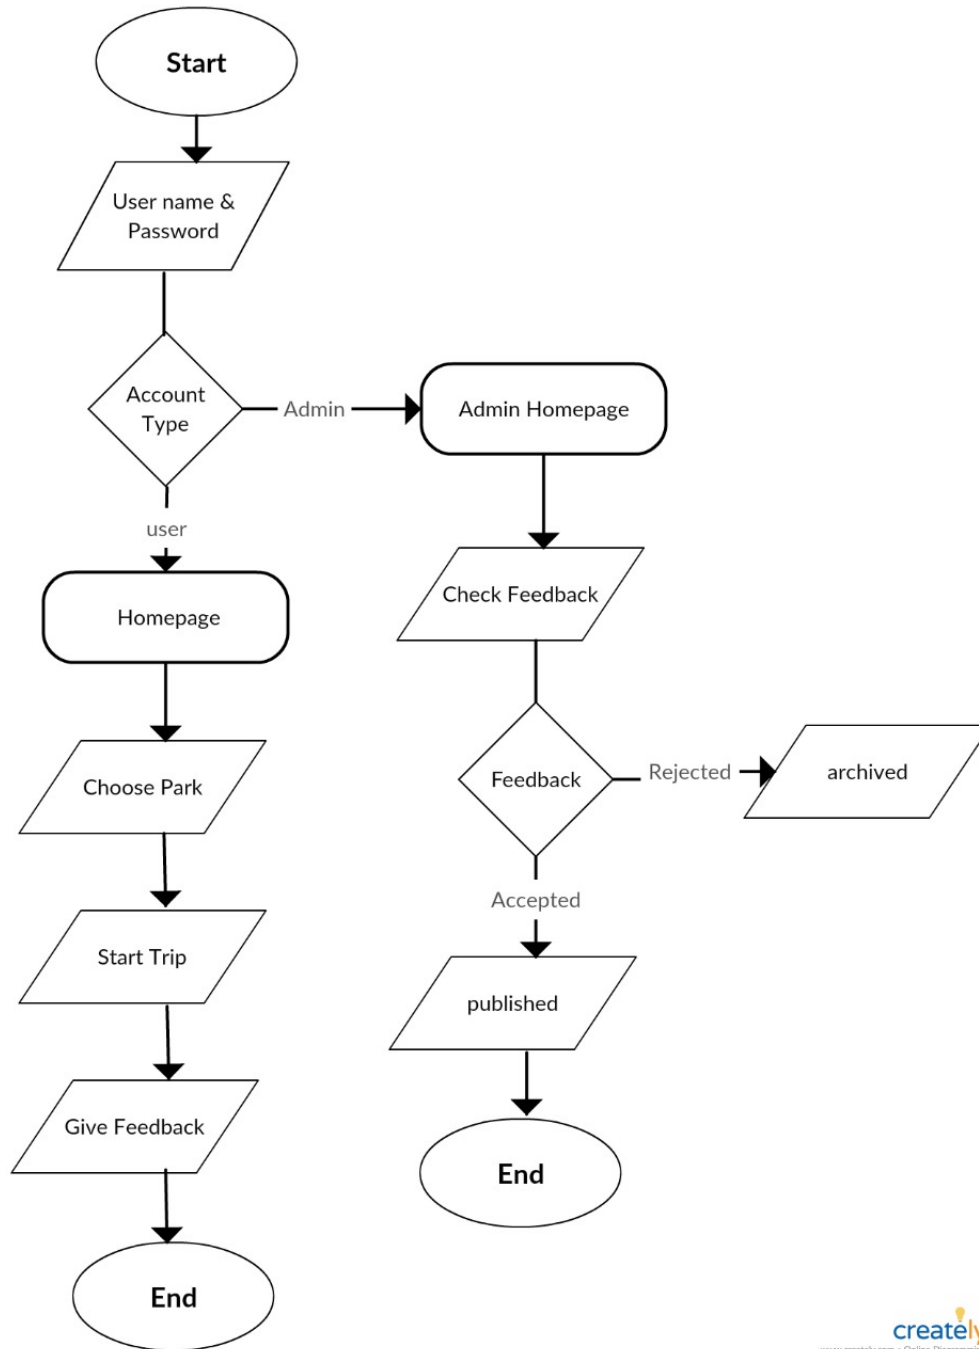 Start
User name &
Password
Account
Type
Admin
Admin Homepage
user
Homepage
Check Feedback
Choose Park
Feedback
Rejected
archived
Accepted
Start Trip
published
Give Feedback
End
End
creately